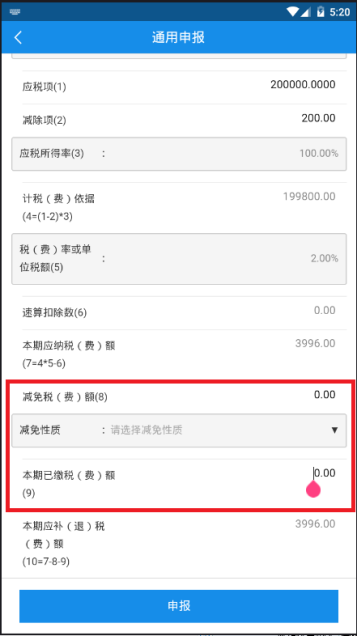 5:20
通用申报
应税项(1) 200000.0000
减除项(2) 200.00
应税所得率(3) : 100.00%
计税（费）依据 199800.00
(4=(1-2)*3)
税（费）率或单
位税额(5) : 2.00%
速算扣除数(6) 0.00
本期应纳税（费）额 3996.00
(7=4*5-6)
减免税（费）额(8) 0.00
减免性质 : 请选择减免性质
本期已缴税（费）额 0.00
(9)
本期应补（退）税 3996.00
（费）额
(10=7-8-9)
申报